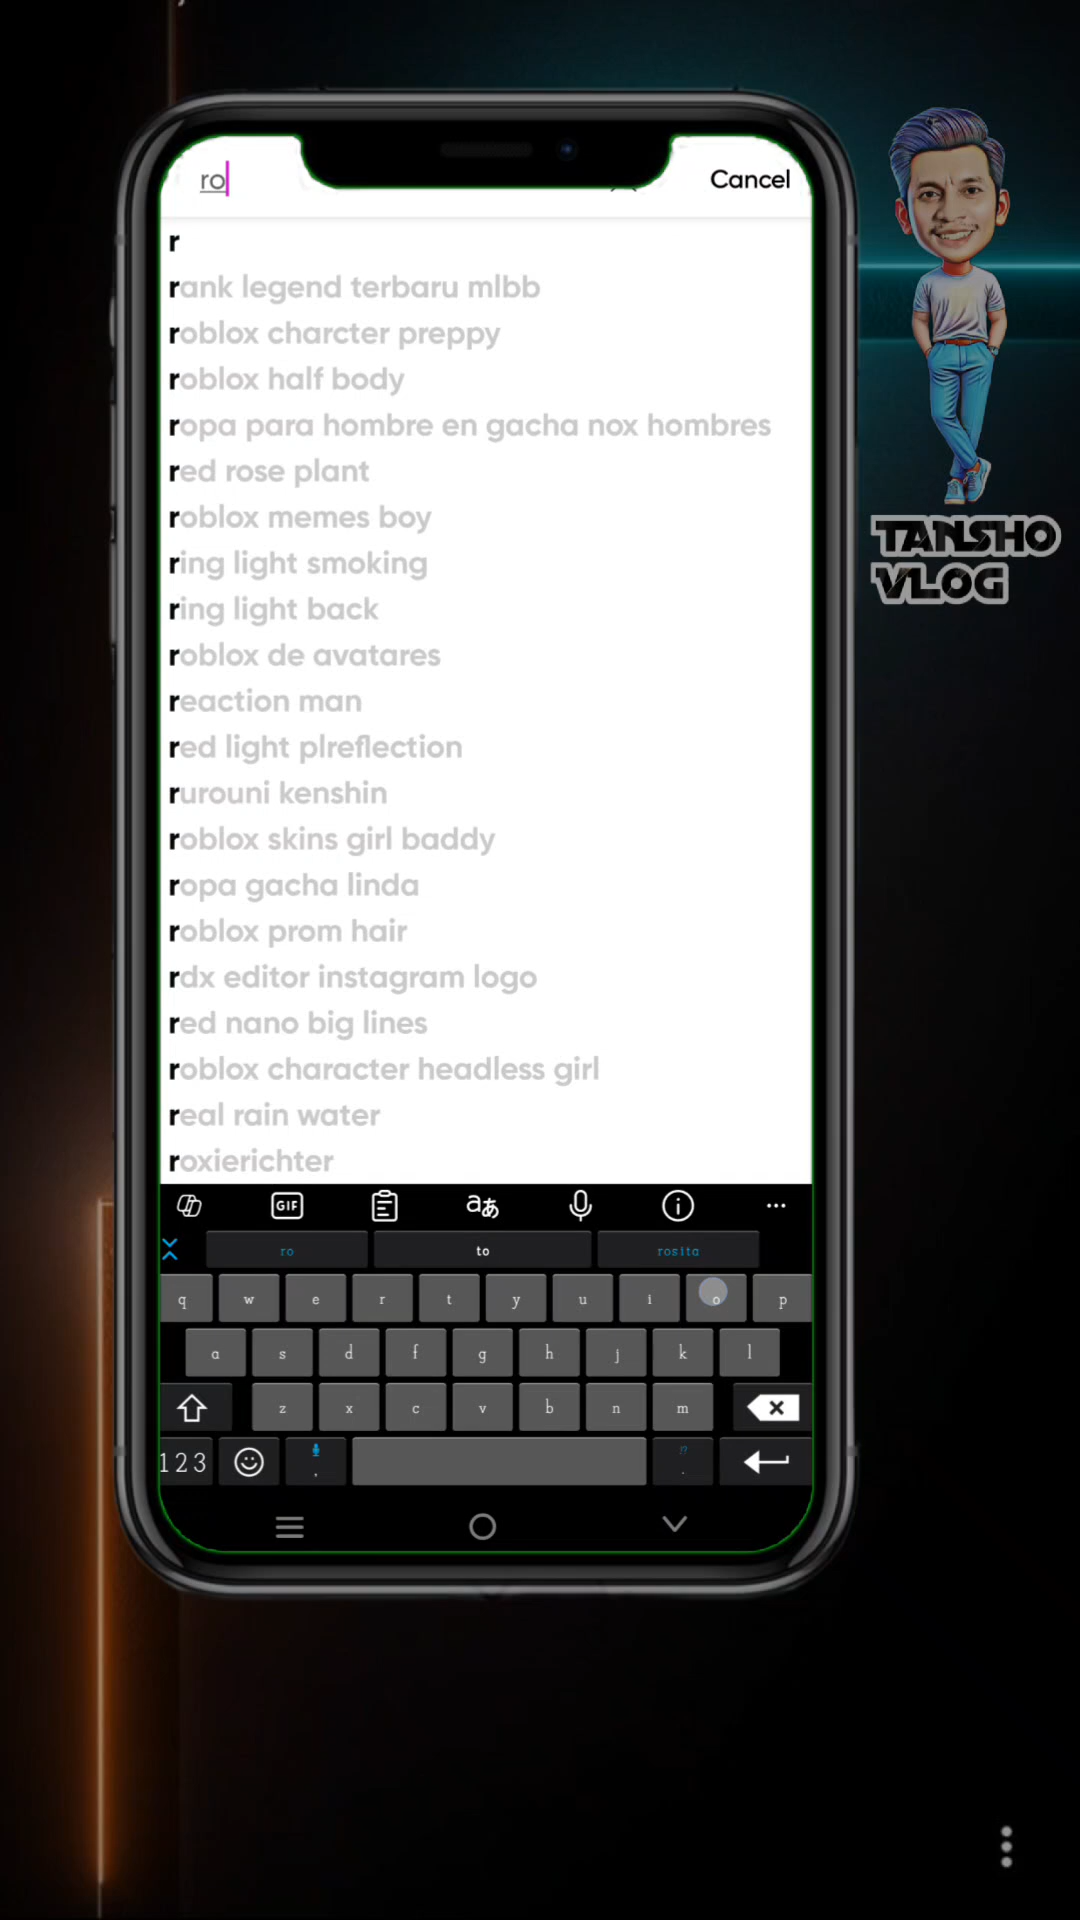 ro
Cancel
r
rank legend terbaru mlbb
roblox charcter preppy
roblox half body
ropa para hombre en gacha nox hombres
red rose plant
roblox memes boy
ring light smoking
ring light back
roblox de avatares
reaction man
red light plreflection
rurouni kenshin
roblox skins girl baddy
ropa gacha linda
roblox prom hair
rdx editor instagram logo
red nano big lines
roblox character headless girl
real rain water
roxierichter
TANSHO
VLOG
GIF
aあ
ro to rosita
q w e r t y u i o p
a s d f g h j k l
z x c v b n m
123 , !? .